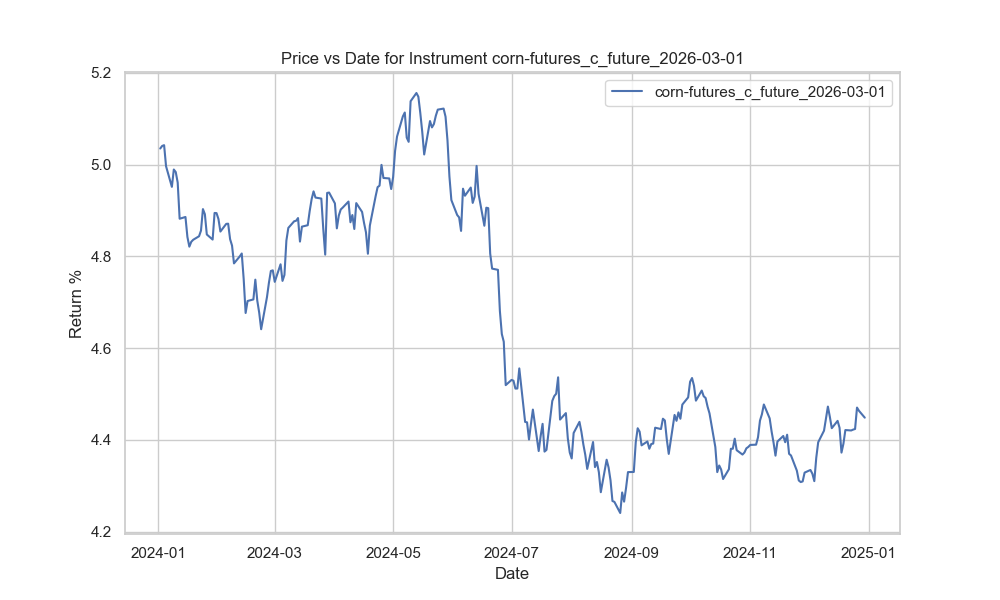 Price vs Date for Instrument corn-futures_c_future_2026-03-01
corn-futures_c_future_2026-03-01
5.2
5.0
4.8
4.6
4.4
4.2
Return %
2024-01 2024-03 2024-05 2024-07 2024-09 2024-11 2025-01
Date